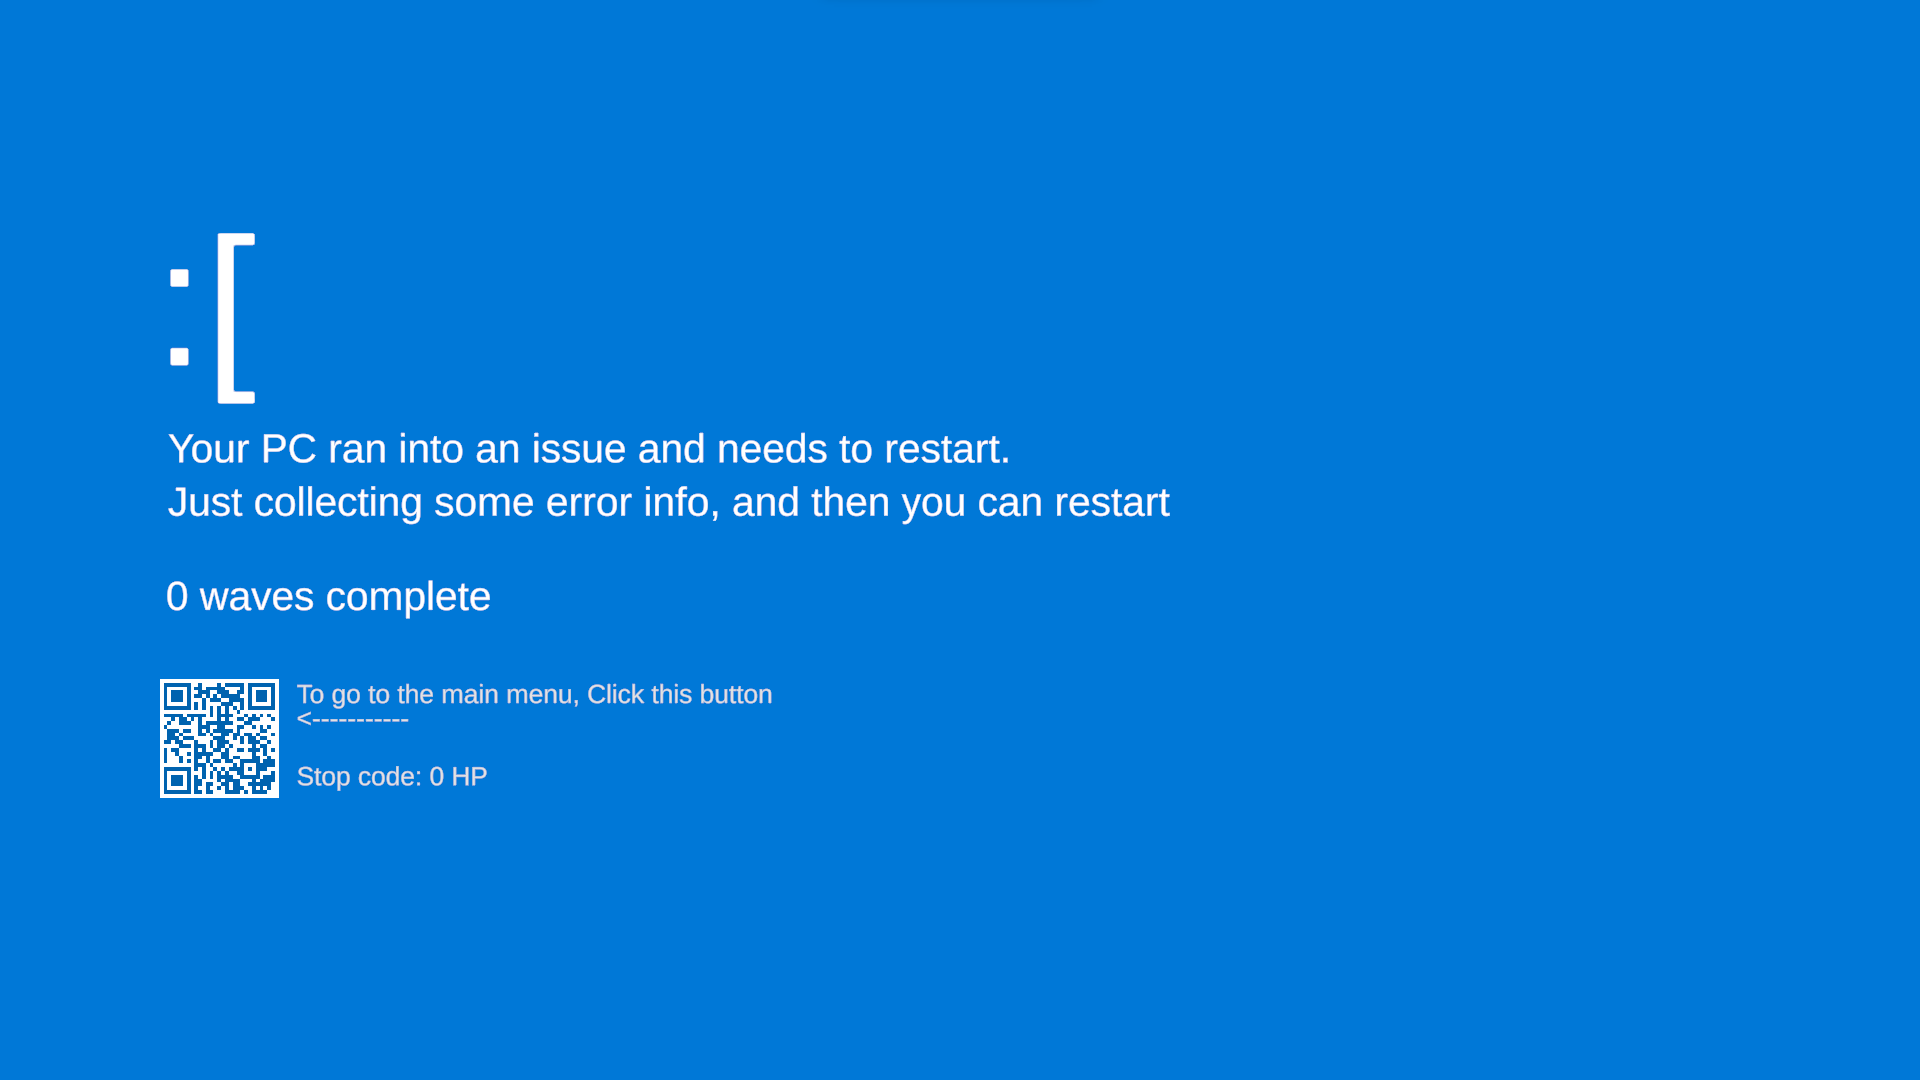 :[
Your PC ran into an issue and needs to restart.
Just collecting some error info, and then you can restart
0 waves complete
To go to the main menu, Click this button
<-----------
Stop code: 0 HP